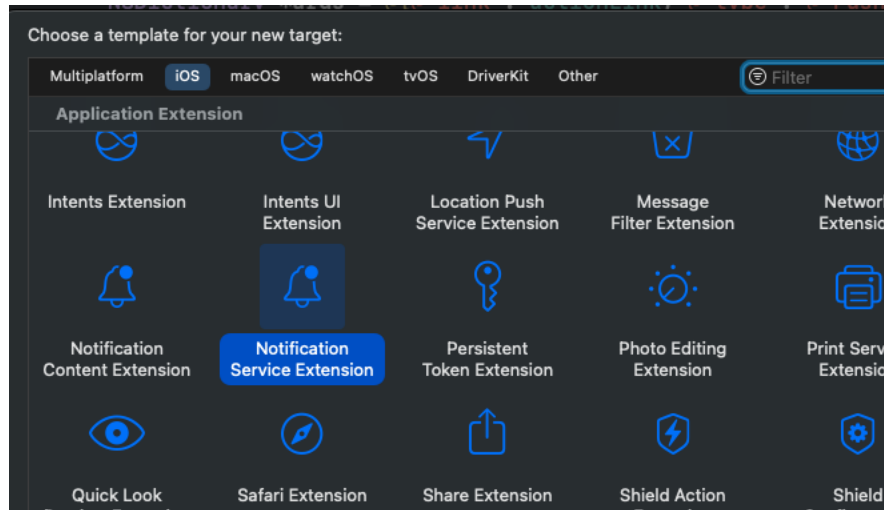 Choose a template for your new target:
Multiplatform iOS macOS watchOS tvOS DriverKit Other Filter
Application Extension
Intents Extension
Intents UI
Extension
Location Push
Service Extension
Message
Filter Extension
Notification
Content Extension
Notification
Service Extension
Persistent
Token Extension
Photo Editing
Extension
Print Serv
Quick Look
Safari Extension
Share Extension
Shield Action
Shield